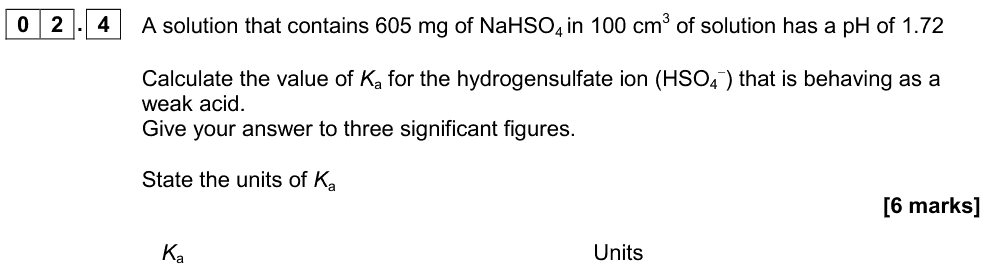 0 2 . 4 A solution that contains 605 mg of NaHSO₄ in 100 cm³ of solution has a pH of 1.72
Calculate the value of Kₐ for the hydrogensulfate ion (HSO₄⁻) that is behaving as a
weak acid.
Give your answer to three significant figures.
State the units of Kₐ
[6 marks]
Kₐ Units